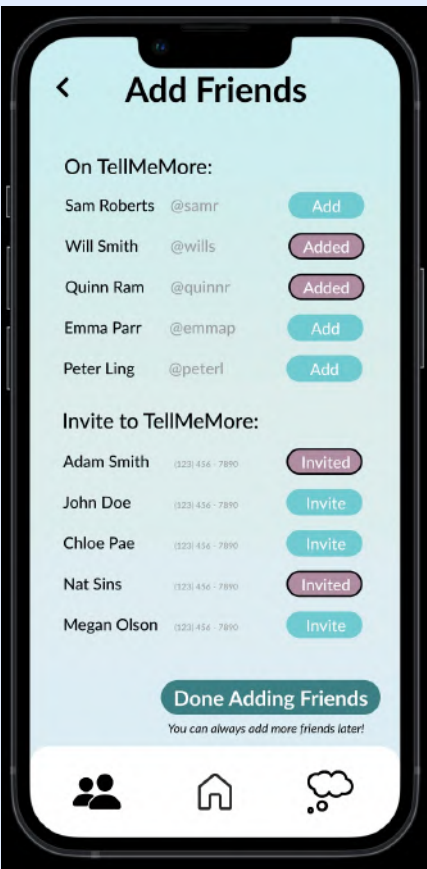 Add Friends
On TellMeMore:
Sam Roberts @samr Add
Will Smith @wills Added
Quinn Ram @quinnr Added
Emma Parr @emmap Add
Peter Ling @peterl Add
Invite to TellMeMore:
Adam Smith (123) 456 - 7890 Invited
John Doe (123) 456 - 7890 Invite
Chloe Pae (123) 456 - 7890 Invite
Nat Sins (123) 456 - 7890 Invited
Megan Olson (123) 456 - 7890 Invite
Done Adding Friends
You can always add more friends later!